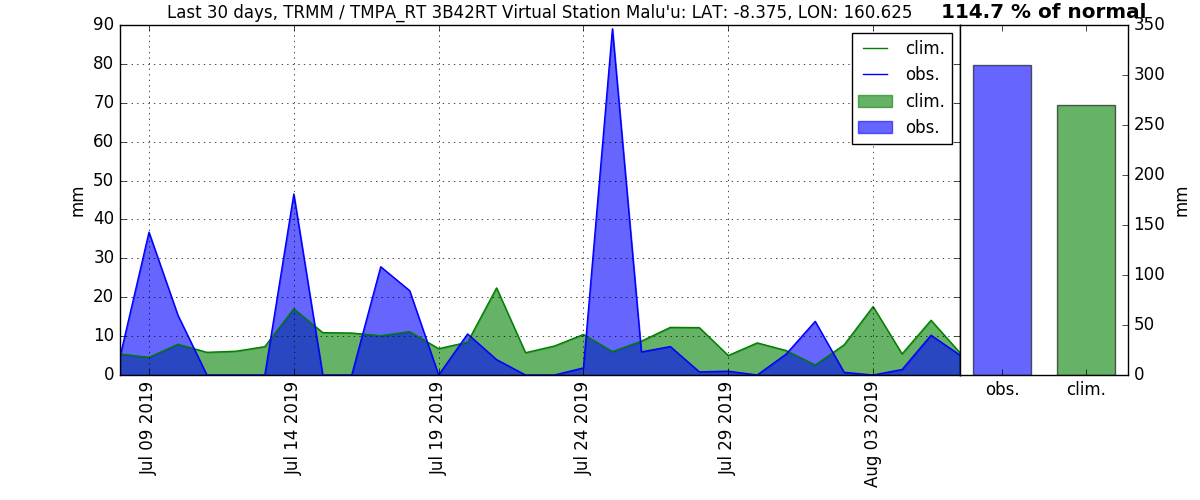 Last 30 days, TRMM / TMPA_RT 3B42RT Virtual Station Malu'u: LAT: -8.375, LON: 160.625
114.7 % of normal
90
80
70
60
50
40
30
20
10
0
mm
clim.
obs.
clim.
obs.
Jul 09 2019
Jul 14 2019
Jul 19 2019
Jul 24 2019
Jul 29 2019
Aug 03 2019
350
300
250
200
150
100
50
0
mm
obs.
clim.